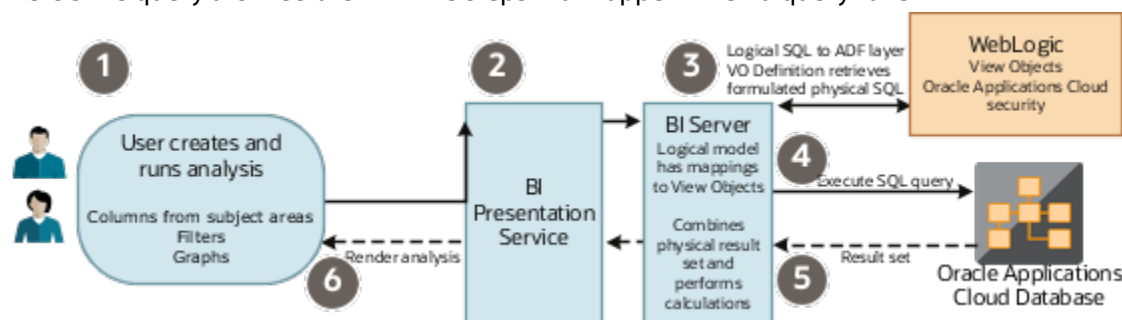 1
User creates and
runs analysis
Columns from subject areas
Filters
Graphs
2
BI
Presentation
Service
3
Logical SQL to ADF layer
VO Definition retrieves
formulated physical SQL
WebLogic
View Objects
Oracle Applications Cloud
security
BI Server
Logical model
has mappings
to View Objects
Combines
physical result
set and
performs
calculations
4
Execute SQL query
5
Result set
Oracle Applications
Cloud Database
6
Render analysis